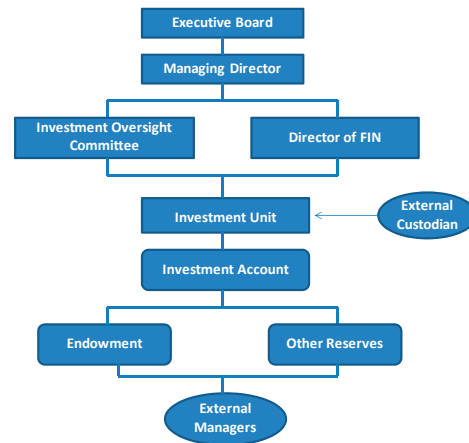 Executive Board
Managing Director
Investment Oversight
Committee
Director of FIN
Investment Unit
External
Custodian
Investment Account
Endowment
Other Reserves
External
Managers